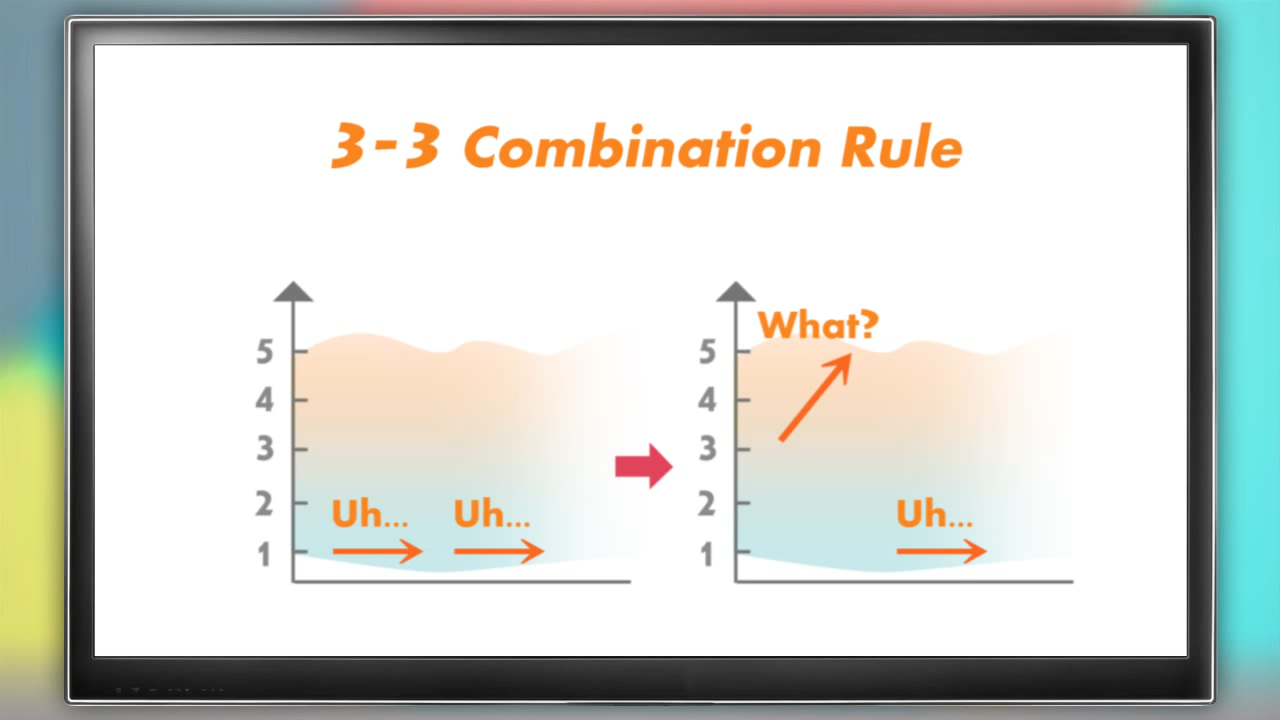 3-3 Combination Rule
What?
5 5
4 4
3 3
Uh... Uh... Uh...
2 2
1 1